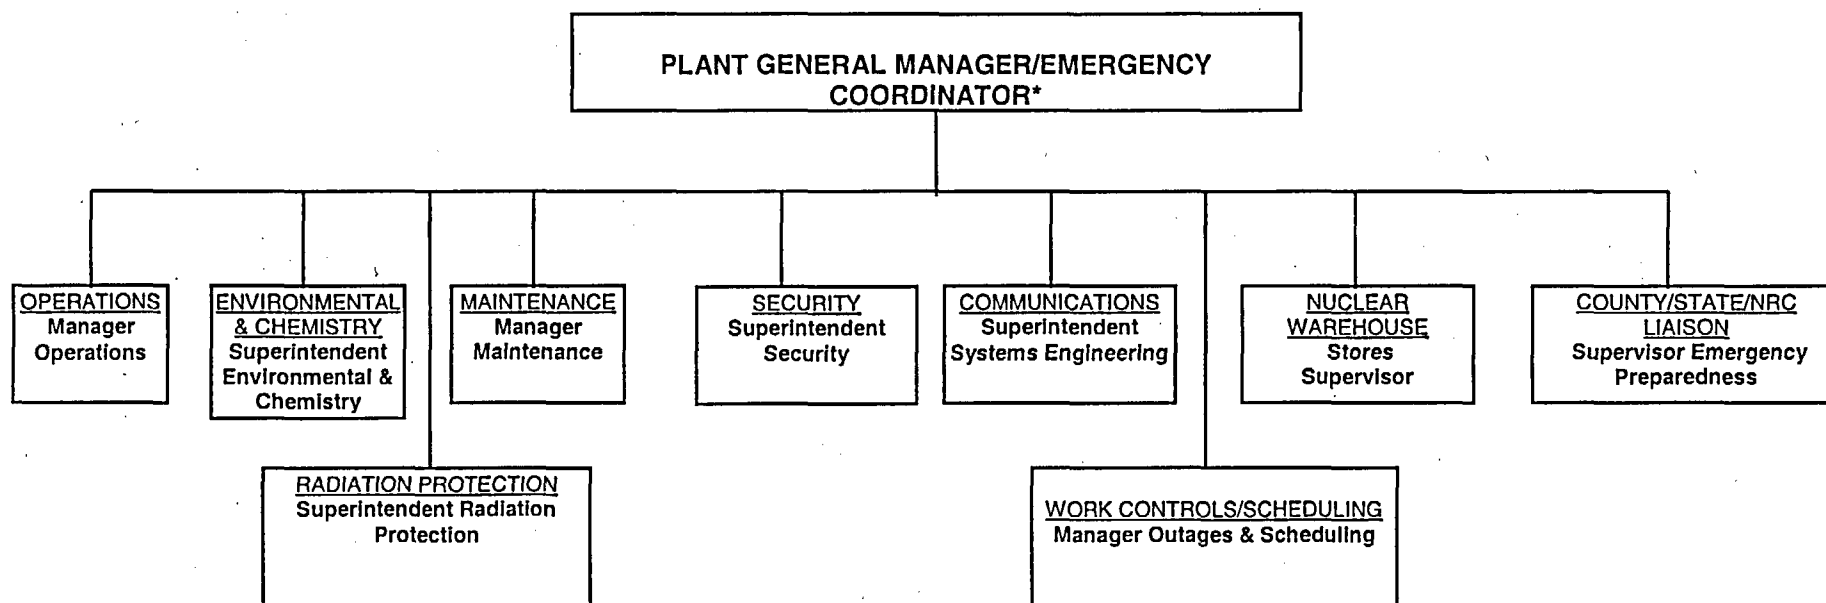 PLANT GENERAL MANAGER/EMERGENCY
COORDINATOR*
OPERATIONS
Manager
Operations
ENVIRONMENTAL
& CHEMISTRY
Superintendent
Environmental &
Chemistry
MAINTENANCE
Manager
Maintenance
SECURITY
Superintendent
Security
COMMUNICATIONS
Superintendent
Systems Engineering
NUCLEAR
WAREHOUSE
Stores
Supervisor
COUNTY/STATE/NRC
LIAISON
Supervisor Emergency
Preparedness
RADIATION PROTECTION
Superintendent Radiation
Protection
WORK CONTROLS/SCHEDULING
Manager Outages & Scheduling